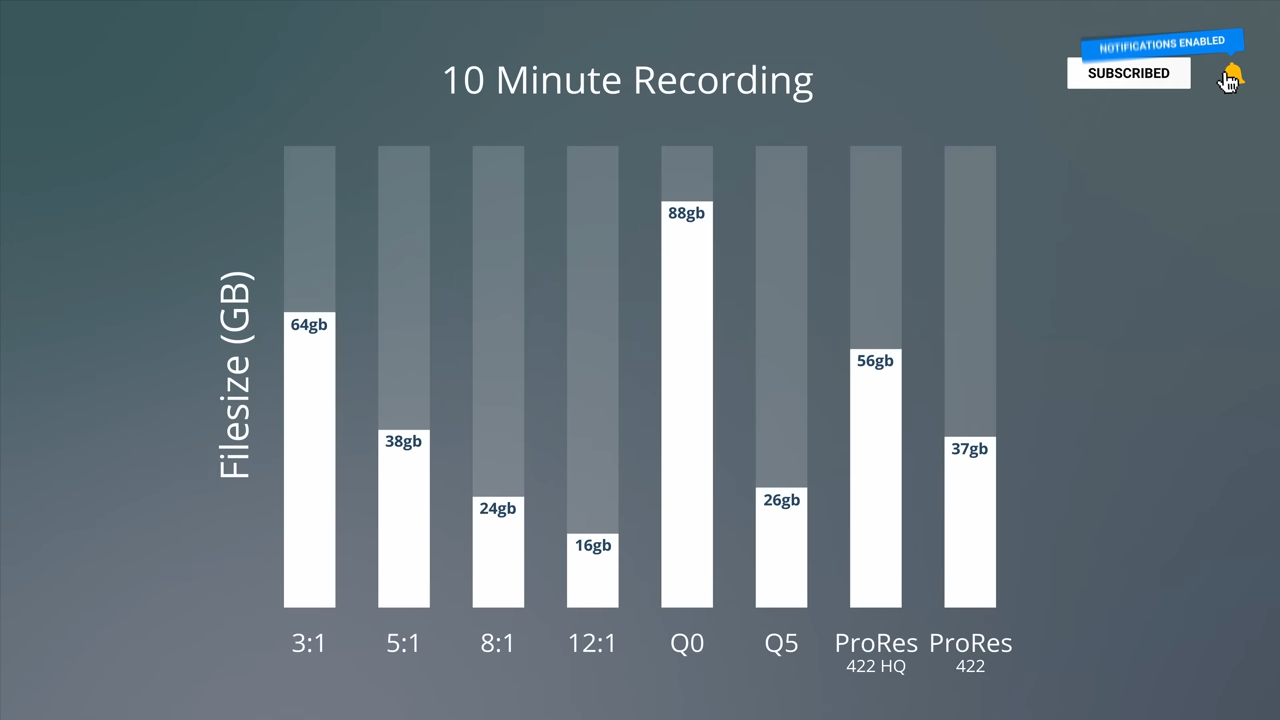 NOTIFICATIONS ENABLED
SUBSCRIBED
10 Minute Recording
Filesize (GB)
64gb
38gb
24gb
16gb
88gb
26gb
56gb
37gb
3:1
5:1
8:1
12:1
Q0
Q5
ProRes
422 HQ
ProRes
422